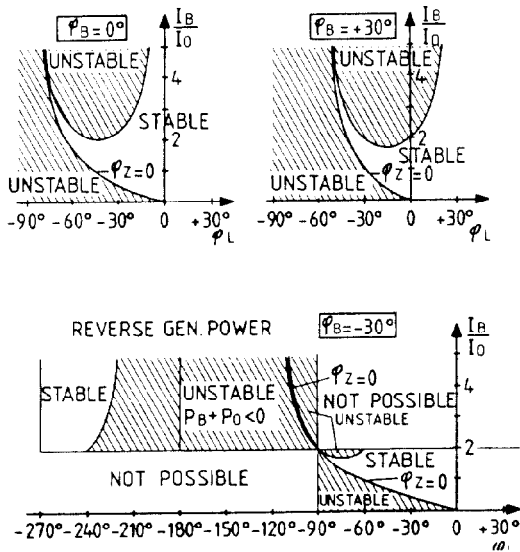 φB=0° IB/I0
UNSTABLE
4
STABLE
2
φZ=0
UNSTABLE
-90° -60° -30° 0 +30°
φL
φB=+30° IB/I0
UNSTABLE
4
2
STABLE
φZ=0
UNSTABLE
-90° -60° -30° 0 +30°
φL
REVERSE GEN. POWER φB=-30° IB/I0
φZ=0
4
STABLE UNSTABLE NOT POSSIBLE
PB+PO<0 UNSTABLE
2
STABLE
NOT POSSIBLE φZ=0
UNSTABLE
-270° -240° -210° -180° -150° -120° -90° -60° -30° 0 +30°